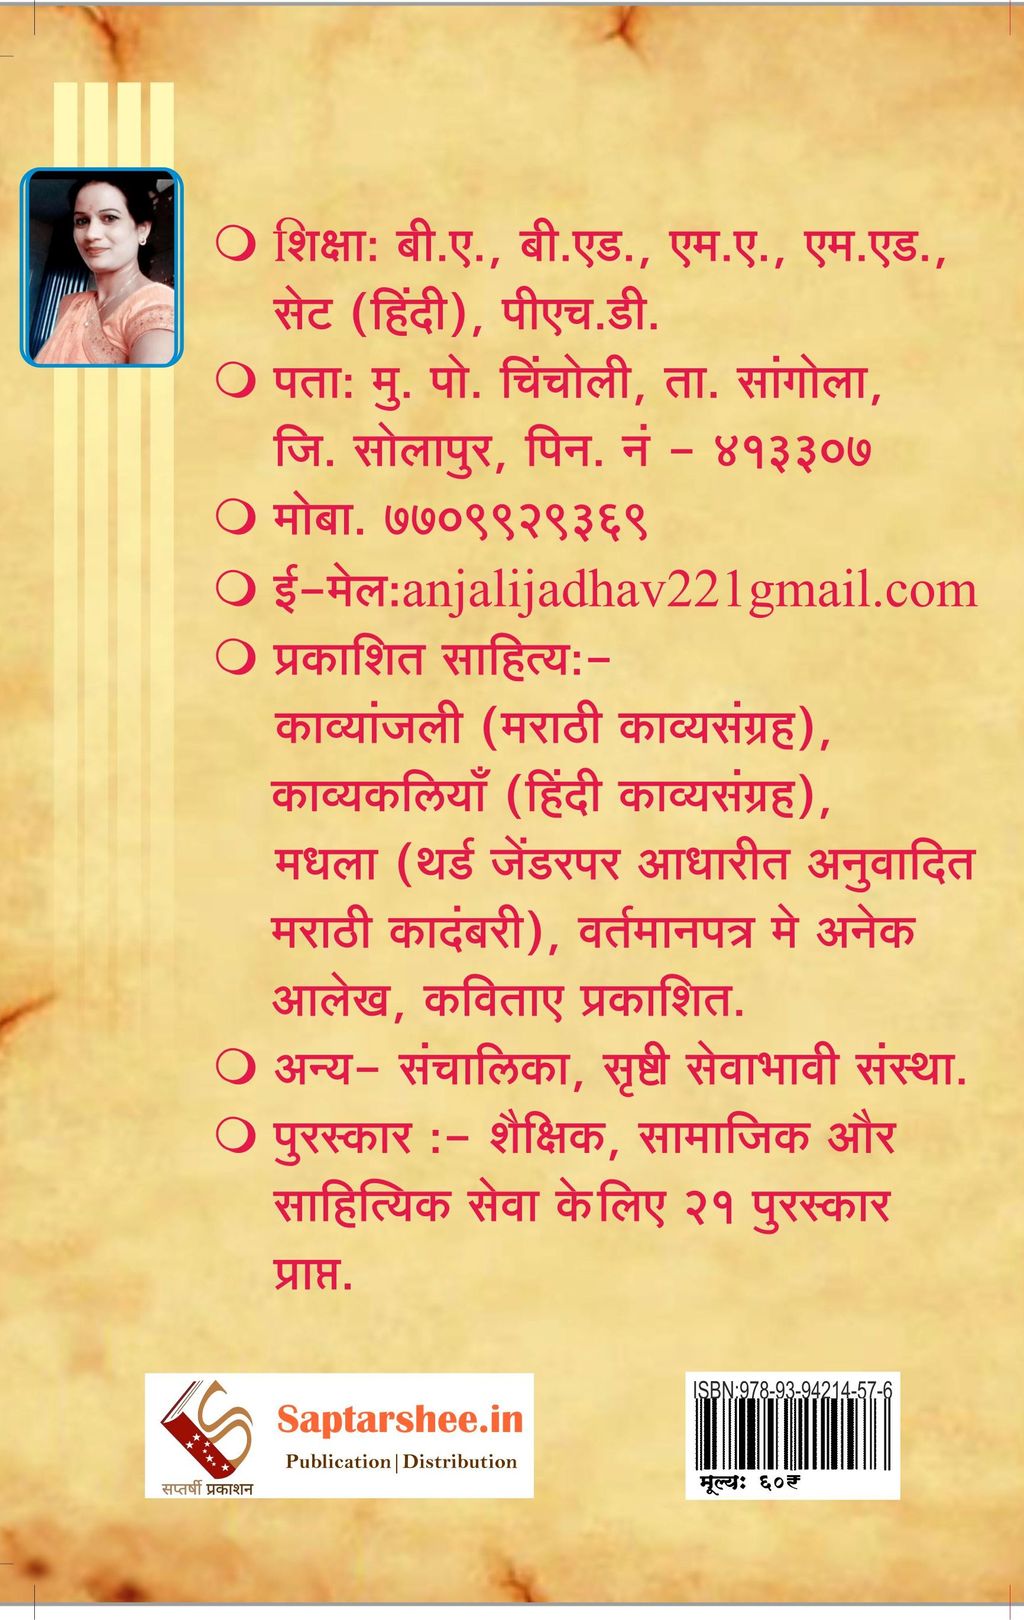 ❍ शिक्षा: बी.ए., बी.एड., एम.ए., एम.एड.,
सेट (हिंदी), पीएच.डी.
❍ पता: मु. पो. चिंचोली, ता. सांगोला,
जि. सोलापुर, पिन. नं - ४१३३०७
❍ मोबा. ७७०९९२९३६९
❍ ई-मेल:anjalijadhav221gmail.com
❍ प्रकाशित साहित्य:-
काव्यांजली (मराठी काव्यसंग्रह),
काव्यकलियाँ (हिंदी काव्यसंग्रह),
मधला (थर्ड जेंडरपर आधारीत अनुवादित
मराठी कादंबरी), वर्तमानपत्र मे अनेक
आलेख, कविताए प्रकाशित.
❍ अन्य- संचालिका, सृष्टी सेवाभावी संस्था.
❍ पुरस्कार :- शैक्षिक, सामाजिक और
साहित्यिक सेवा के लिए २१ पुरस्कार
प्राप्त.
Saptarshee.in
Publication|Distribution
सप्तर्षी प्रकाशन
ISBN:978-93-94214-57-6
मूल्य: ६०₹